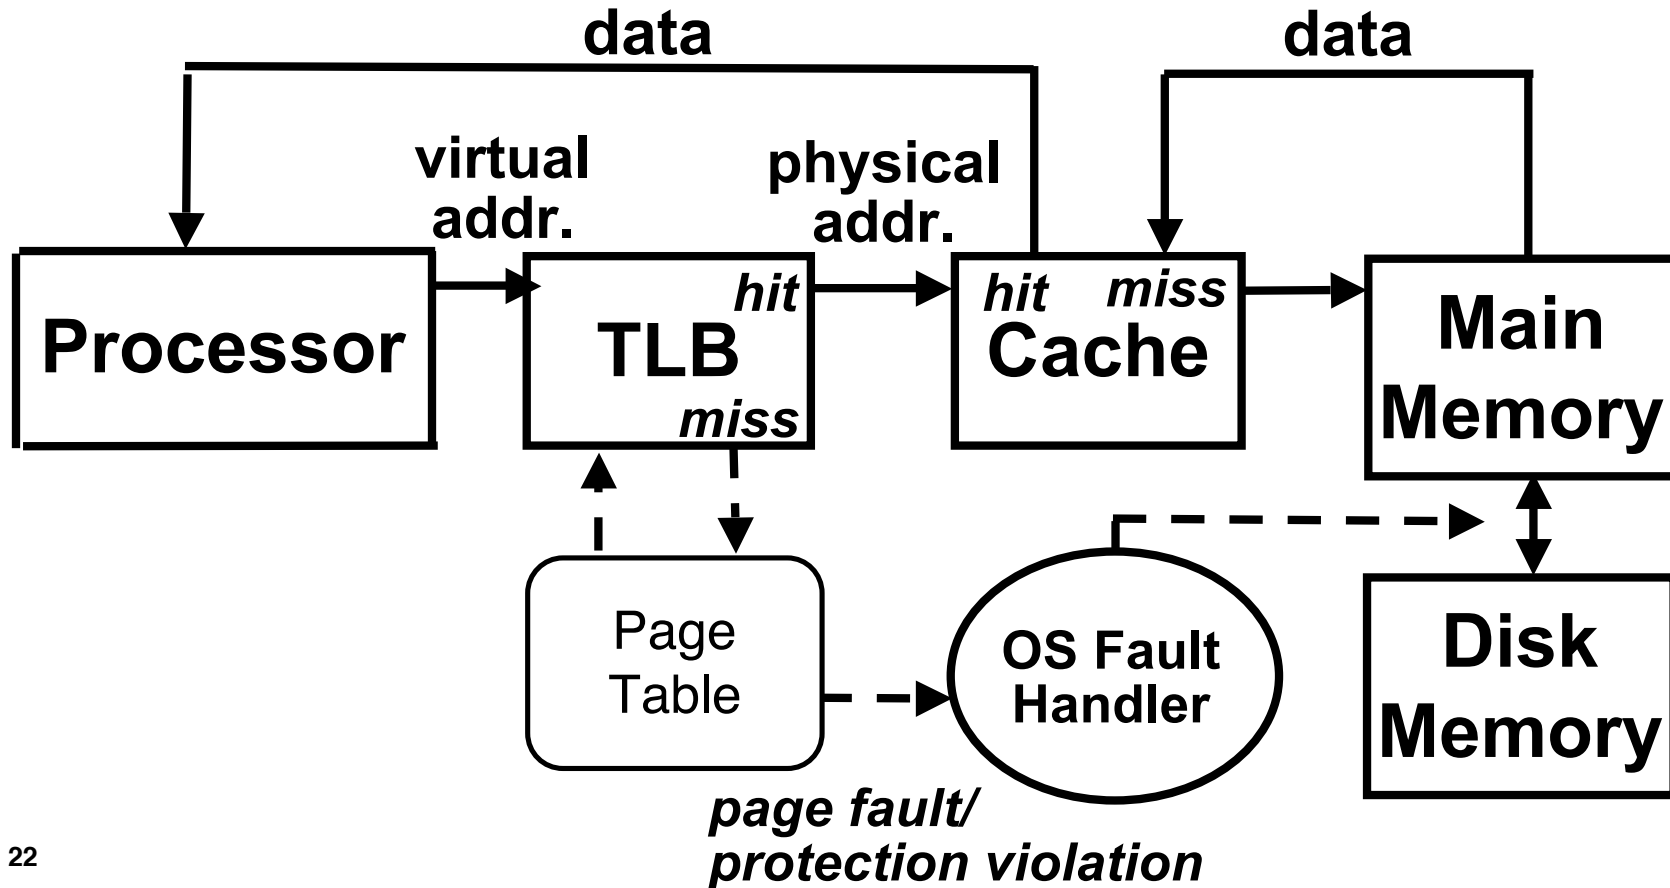 data
data
virtual
addr.
physical
addr.
Processor
hit
TLB
miss
hit
miss
Cache
Main
Memory
Page
Table
OS Fault
Handler
Disk
Memory
page fault/
protection violation
22